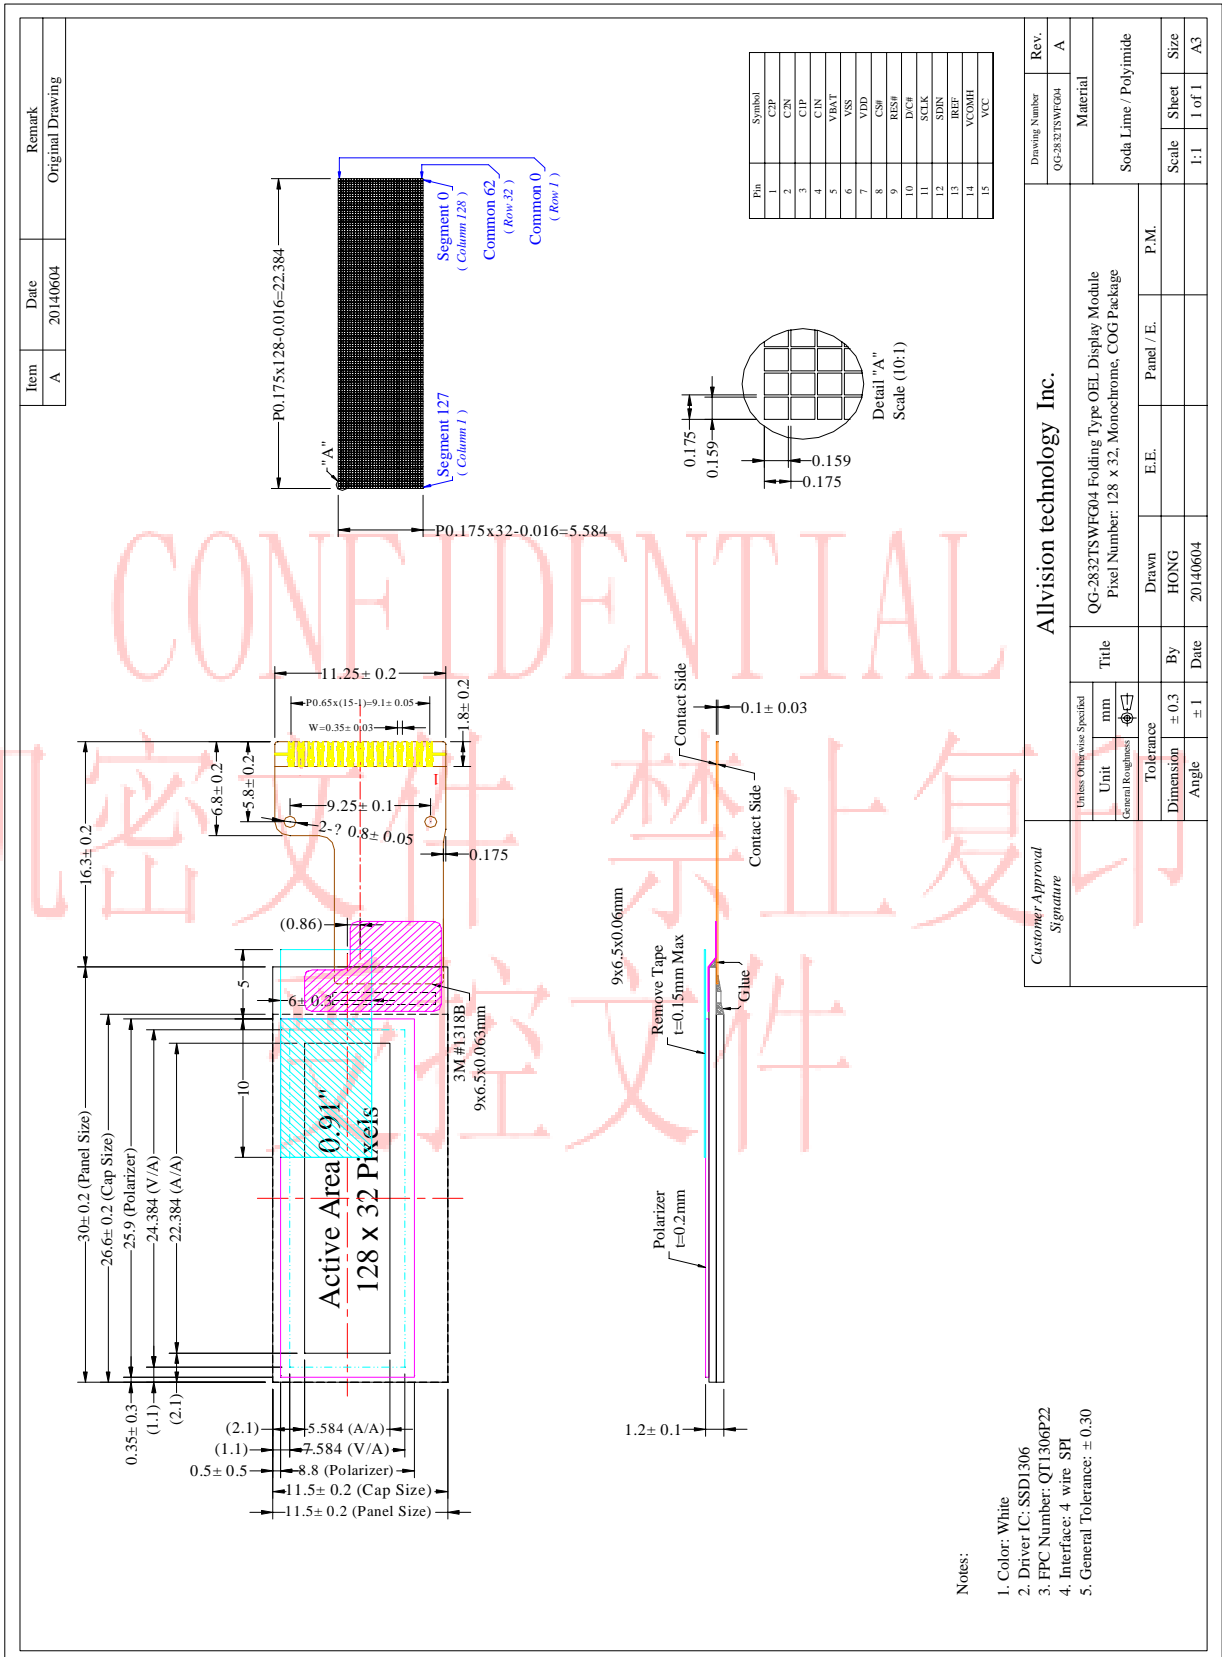 Item Date Remark
A 20140604 Original Drawing
P0.175x128-0.016=22.384
"A"
P0.175x32-0.016=5.584
Segment 127
( Column 1 )
Segment 0
( Column 128 )
Common 62
( Row 32 )
Common 0
( Row 1 )
0.175
0.159
0.159
0.175
Detail "A"
Scale (10:1)
Pin Symbol
1 C2P
2 C2N
3 C1P
4 C1N
5 VBAT
6 VSS
7 VDD
8 CS#
9 RES#
10 D/C#
11 SCLK
12 SDIN
13 IREF
14 VCOMH
15 VCC
30± 0.2 (Panel Size)
16.3± 0.2
26.6± 0.2 (Cap Size)
25.9 (Polarizer)
24.384 (V/A)
22.384 (A/A)
0.35± 0.3
(1.1)
(2.1)
10
5
6± 0.3
(0.86)
6.8± 0.2
5.8± 0.2
9.25± 0.1
2-? 0.8± 0.05
0.175
11.25± 0.2
P0.65x(15-1)=9.1± 0.05
W=0.35± 0.03
1.8± 0.2
1
Active Area 0.91"
128 x 32 Pixels
3M #1318B
9x6.5x0.063mm
(2.1)
5.584 (A/A)
(1.1)
7.584 (V/A)
0.5± 0.5
8.8 (Polarizer)
11.5± 0.2 (Cap Size)
11.5± 0.2 (Panel Size)
9x6.5x0.06mm
Remove Tape
t=0.15mm Max
Polarizer
t=0.2mm
Glue
Contact Side
Contact Side
0.1± 0.03
1.2± 0.1
Notes:
1. Color: White
2. Driver IC: SSD1306
3. FPC Number: QT1306P22
4. Interface: 4 wire SPI
5. General Tolerance: ± 0.30
Customer Approval
Signature
Unless Otherwise Specified
Unit mm
General Roughness
Tolerance
Dimension ± 0.3
Angle ± 1
Allvision technology Inc.
Title
QG-2832TSWFG04 Folding Type OEL Display Module
Pixel Number: 128 x 32, Monochrome, COG Package
By Drawn E.E. Panel / E. P.M.
HONG
Date 20140604
Drawing Number Rev.
QG-2832TSWFG04 A
Material
Soda Lime / Polyimide
Scale Sheet Size
1:1 1 of 1 A3
CONFIDENTIAL
机密文件 禁止复印
受控文件